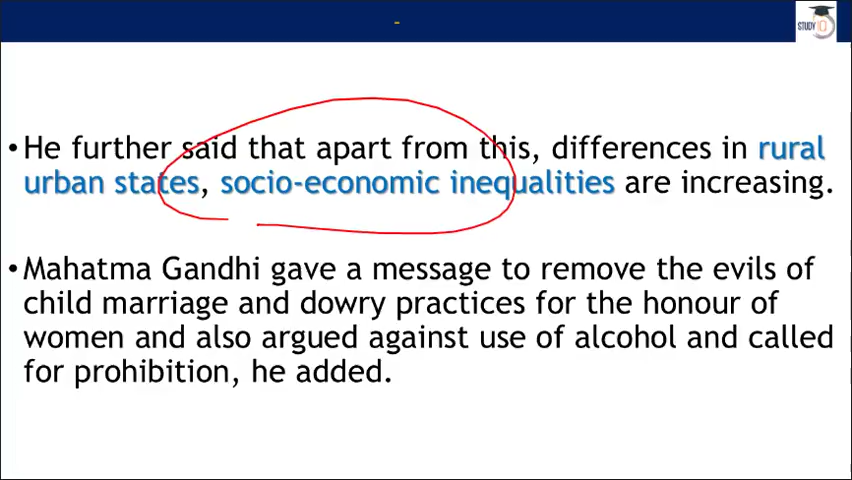 -
STUDY IQ
•He further said that apart from this, differences in rural
urban states, socio-economic inequalities are increasing.
•Mahatma Gandhi gave a message to remove the evils of
child marriage and dowry practices for the honour of
women and also argued against use of alcohol and called
for prohibition, he added.